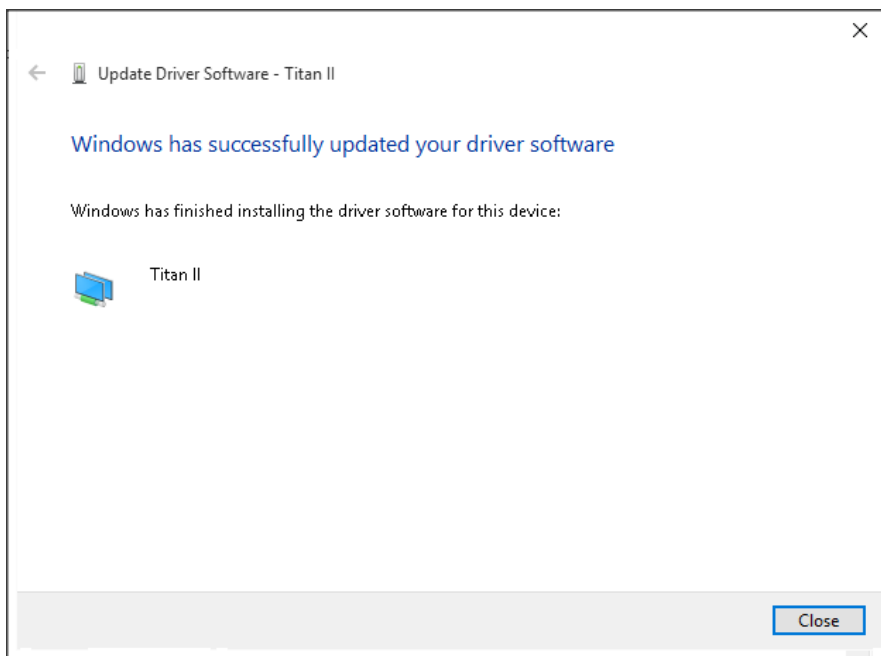 Update Driver Software - Titan II
Windows has successfully updated your driver software
Windows has finished installing the driver software for this device:
Titan II
Close